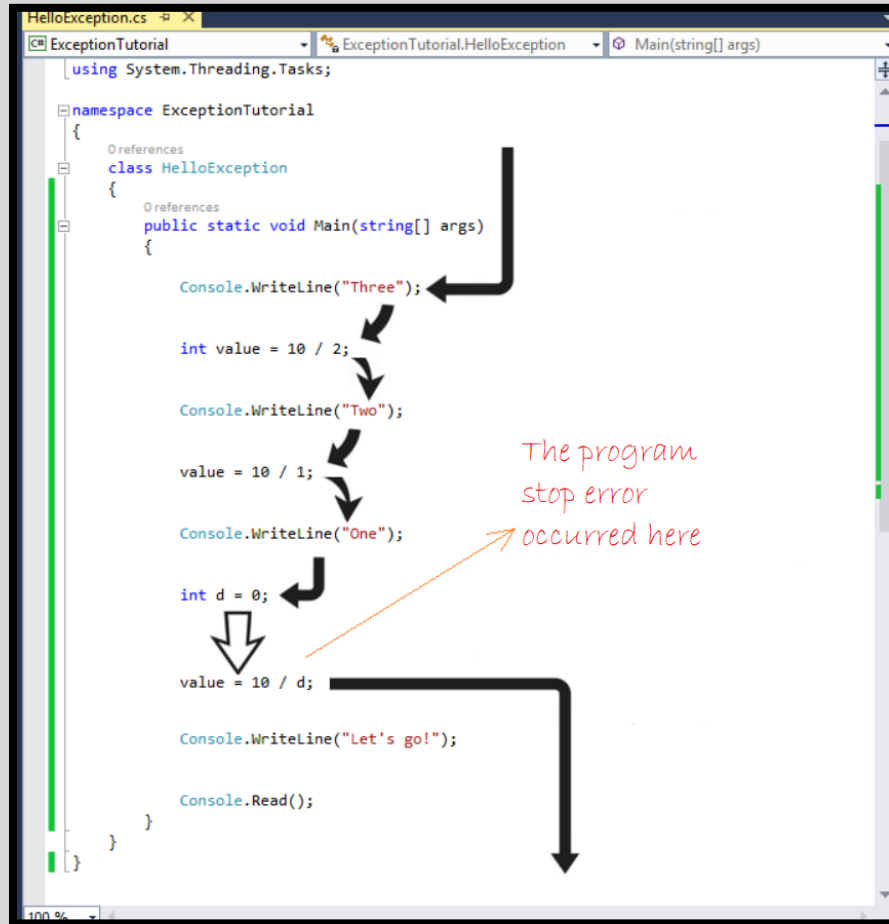 HelloException.cs
C# ExceptionTutorial ExceptionTutorial.HelloException Main(string[] args)
using System.Threading.Tasks;
namespace ExceptionTutorial
{
0 references
class HelloException
{
0 references
public static void Main(string[] args)
{
Console.WriteLine("Three");
int value = 10 / 2;
Console.WriteLine("Two");
value = 10 / 1;
Console.WriteLine("One");
int d = 0;
value = 10 / d;
Console.WriteLine("Let's go!");
Console.Read();
}
}
}
The program
stop error
occurred here
100 %